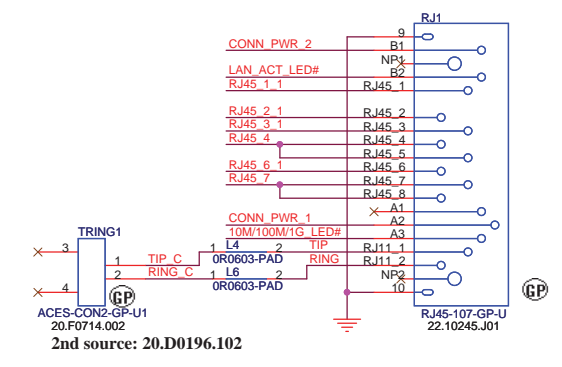 RJ1
9
CONN_PWR_2
B1
NP1
LAN_ACT_LED#
B2
RJ45_1_1
RJ45_1
RJ45_2_1
RJ45_2
RJ45_3_1
RJ45_3
RJ45_4
RJ45_4
RJ45_5
RJ45_6_1
RJ45_6
RJ45_7
RJ45_7
RJ45_8
A1
CONN_PWR_1
A2
10M/100M/1G_LED#
A3
TRING1
3
1
TIP_C
1
L4
2
TIP
RJ11_1
0R0603-PAD
2
RING_C
1
L6
2
RING
RJ11_2
0R0603-PAD
NP2
4
10
GP
GP
ACES-CON2-GP-U1
20.F0714.002
RJ45-107-GP-U
22.10245.J01
2nd source: 20.D0196.102